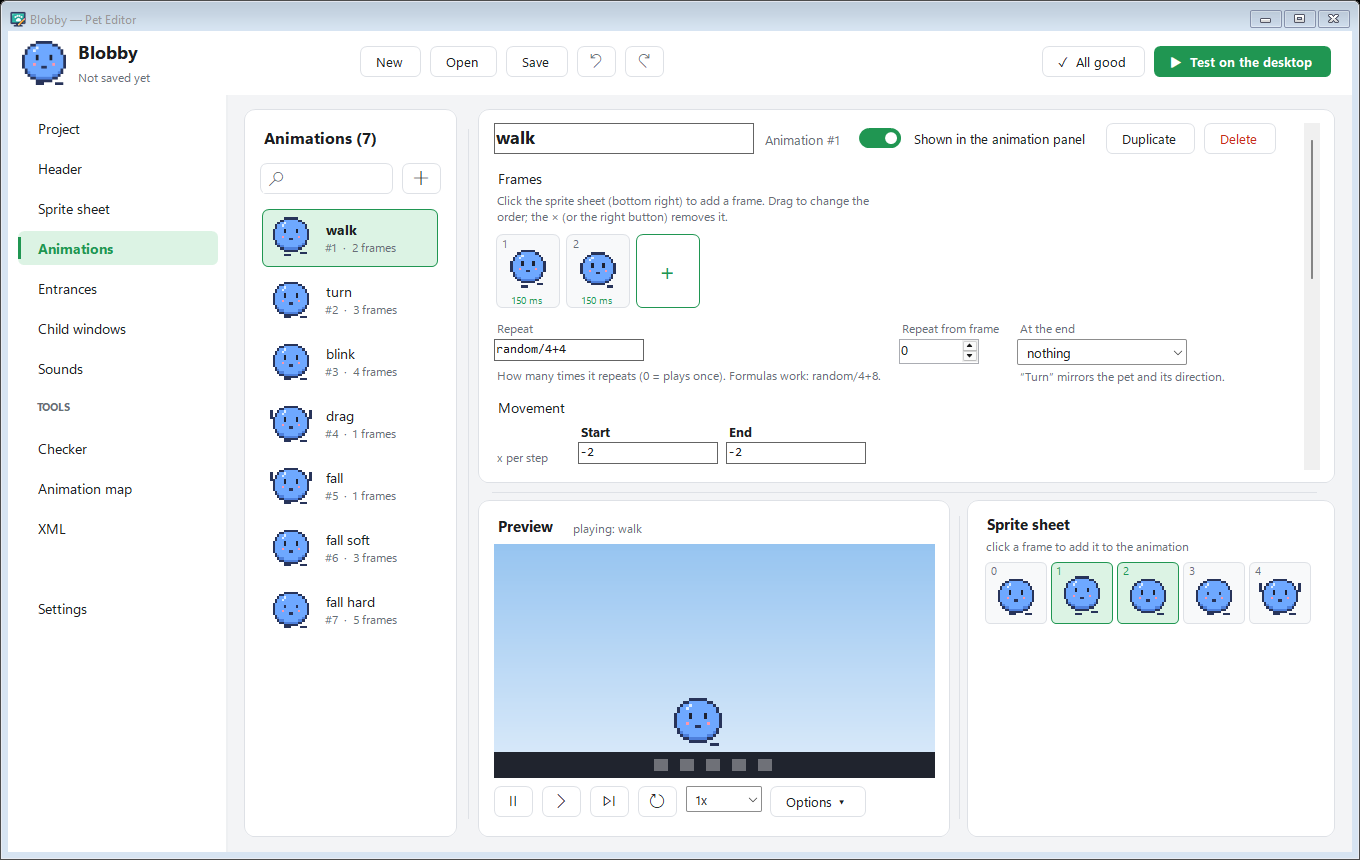 Blobby — Pet Editor
Blobby
Not saved yet
New
Open
Save
✓ All good
▶ Test on the desktop
Project
Header
Sprite sheet
Animations
Entrances
Child windows
Sounds
TOOLS
Checker
Animation map
XML
Settings
Animations (7)
walk
#1 · 2 frames
turn
#2 · 3 frames
blink
#3 · 4 frames
drag
#4 · 1 frames
fall
#5 · 1 frames
fall soft
#6 · 3 frames
fall hard
#7 · 5 frames
walk
Animation #1
Shown in the animation panel
Duplicate
Delete
Frames
Click the sprite sheet (bottom right) to add a frame. Drag to change the
order; the × (or the right button) removes it.
1
150 ms
2
150 ms
+
Repeat
Repeat from frame
At the end
random/4+4
0
nothing
How many times it repeats (0 = plays once). Formulas work: random/4+8.
“Turn” mirrors the pet and its direction.
Movement
Start
End
x per step
-2
-2
Preview
playing: walk
1x
Options ▾
Sprite sheet
click a frame to add it to the animation
0
1
2
3
4